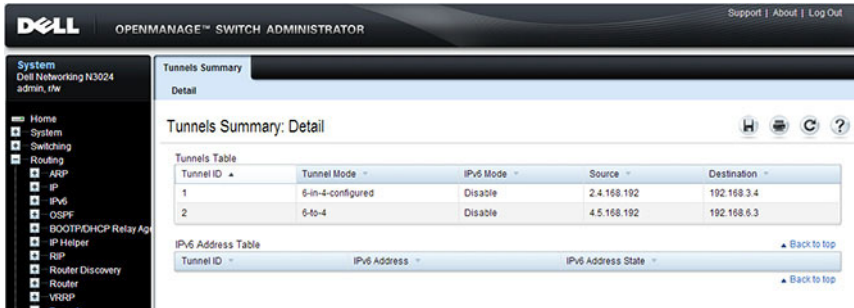 Support | About | Log Out
DELL OPENMANAGE™ SWITCH ADMINISTRATOR
System
Dell Networking N3024
admin, r/w
Home
System
Switching
Routing
ARP
IP
IPv6
OSPF
BOOTP/DHCP Relay Age
IP Helper
RIP
Router Discovery
Router
VRRP
Tunnels Summary
Detail
Tunnels Summary: Detail
Tunnels Table
Tunnel ID Tunnel Mode IPv6 Mode Source Destination
1 6-in-4-configured Disable 2.4.168.192 192.168.3.4
2 6-to-4 Disable 4.5.168.192 192.168.6.3
IPv6 Address Table
Back to top
Tunnel ID IPv6 Address IPv6 Address State
Back to top